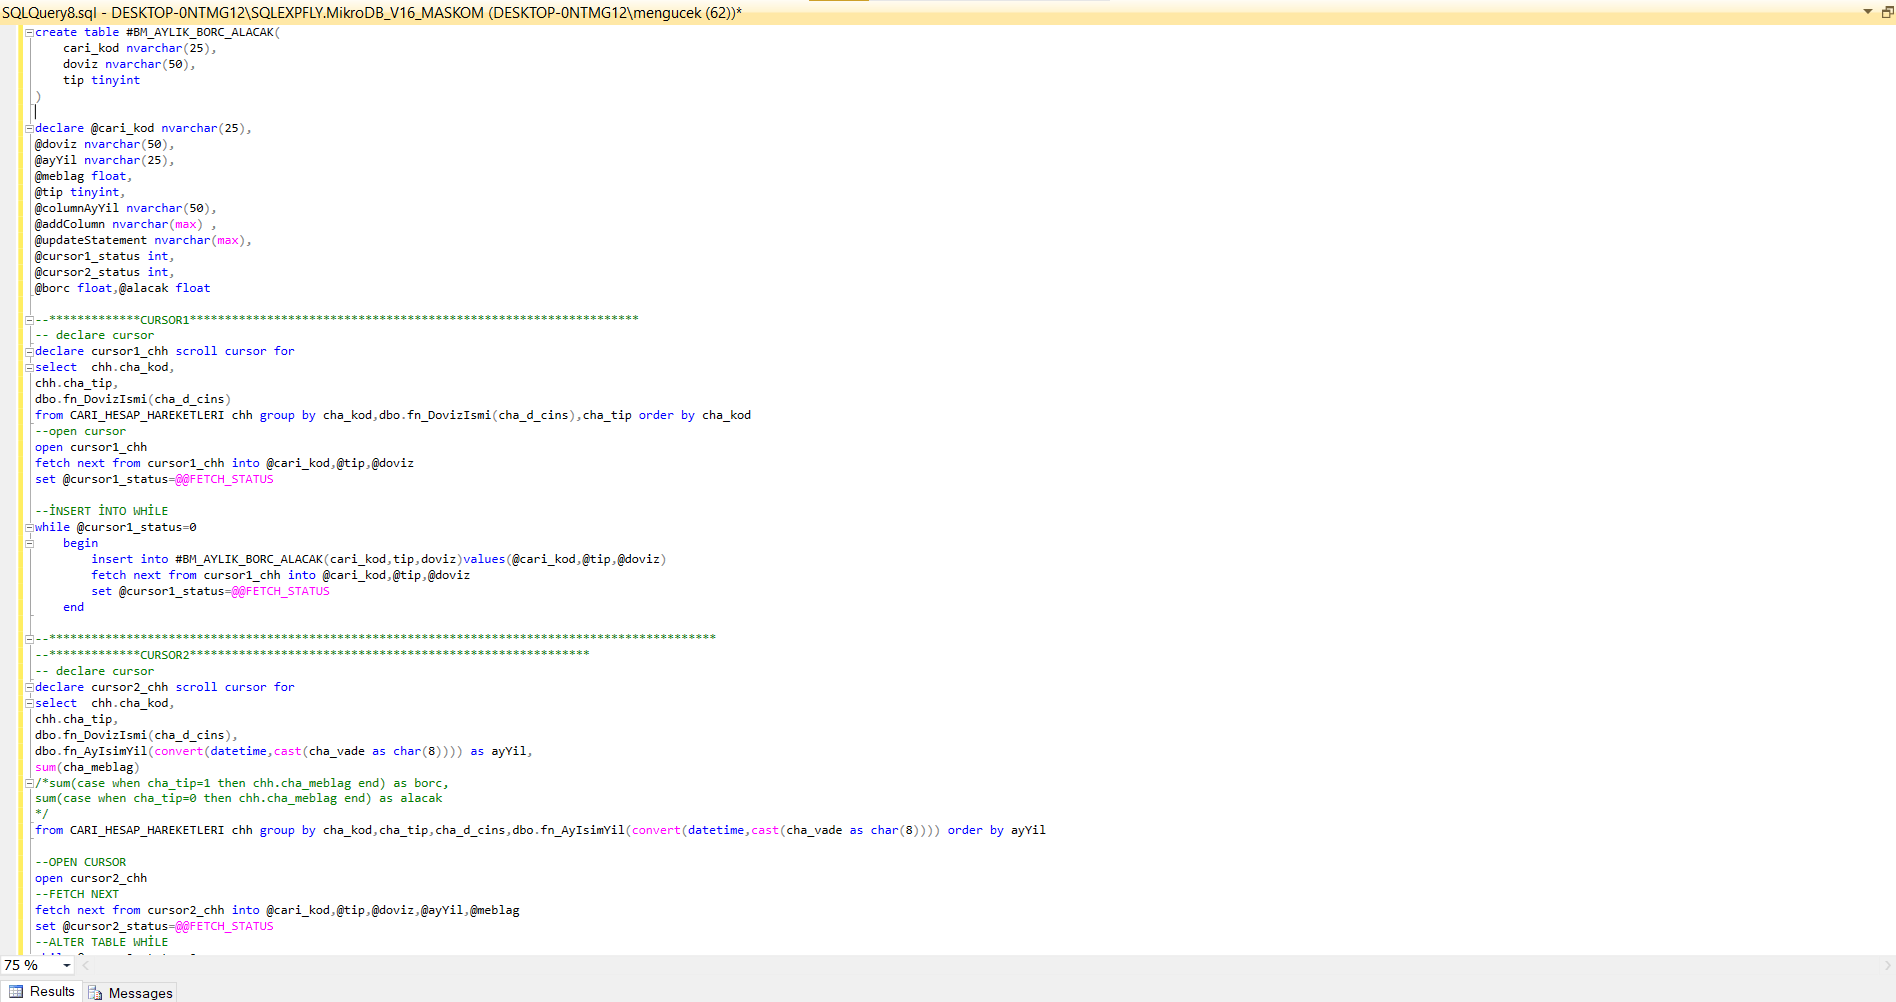 SQLQuery8.sql - DESKTOP-0NTMG12\SQLEXPFLY.MikroDB_V16_MASKOM (DESKTOP-0NTMG12\mengucek (62))*
create table #BM_AYLIK_BORC_ALACAK(
cari_kod nvarchar(25),
doviz nvarchar(50),
tip tinyint
)
declare @cari_kod nvarchar(25),
@doviz nvarchar(50),
@ayYil nvarchar(25),
@meblag float,
@tip tinyint,
@columnAyYil nvarchar(50),
@addColumn nvarchar(max) ,
@updateStatement nvarchar(max),
@cursor1_status int,
@cursor2_status int,
@borc float,@alacak float
--*************CURSOR1****************************************************************
-- declare cursor
declare cursor1_chh scroll cursor for
select  chh.cha_kod,
chh.cha_tip,
dbo.fn_DovizIsmi(cha_d_cins)
from CARI_HESAP_HAREKETLERI chh group by cha_kod,dbo.fn_DovizIsmi(cha_d_cins),cha_tip order by cha_kod
--open cursor
open cursor1_chh
fetch next from cursor1_chh into @cari_kod,@tip,@doviz
set @cursor1_status=@@FETCH_STATUS
--İNSERT İNTO WHİLE
while @cursor1_status=0
begin
insert into #BM_AYLIK_BORC_ALACAK(cari_kod,tip,doviz)values(@cari_kod,@tip,@doviz)
fetch next from cursor1_chh into @cari_kod,@tip,@doviz
set @cursor1_status=@@FETCH_STATUS
end
--***********************************************************************************************
--*************CURSOR2*********************************************************
-- declare cursor
declare cursor2_chh scroll cursor for
select  chh.cha_kod,
chh.cha_tip,
dbo.fn_DovizIsmi(cha_d_cins),
dbo.fn_AyIsimYil(convert(datetime,cast(cha_vade as char(8)))) as ayYil,
sum(cha_meblag)
/*sum(case when cha_tip=1 then chh.cha_meblag end) as borc,
sum(case when cha_tip=0 then chh.cha_meblag end) as alacak
*/
from CARI_HESAP_HAREKETLERI chh group by cha_kod,cha_tip,cha_d_cins,dbo.fn_AyIsimYil(convert(datetime,cast(cha_vade as char(8)))) order by ayYil
--OPEN CURSOR
open cursor2_chh
--FETCH NEXT
fetch next from cursor2_chh into @cari_kod,@tip,@doviz,@ayYil,@meblag
set @cursor2_status=@@FETCH_STATUS
--ALTER TABLE WHİLE
75 %
Results
Messages